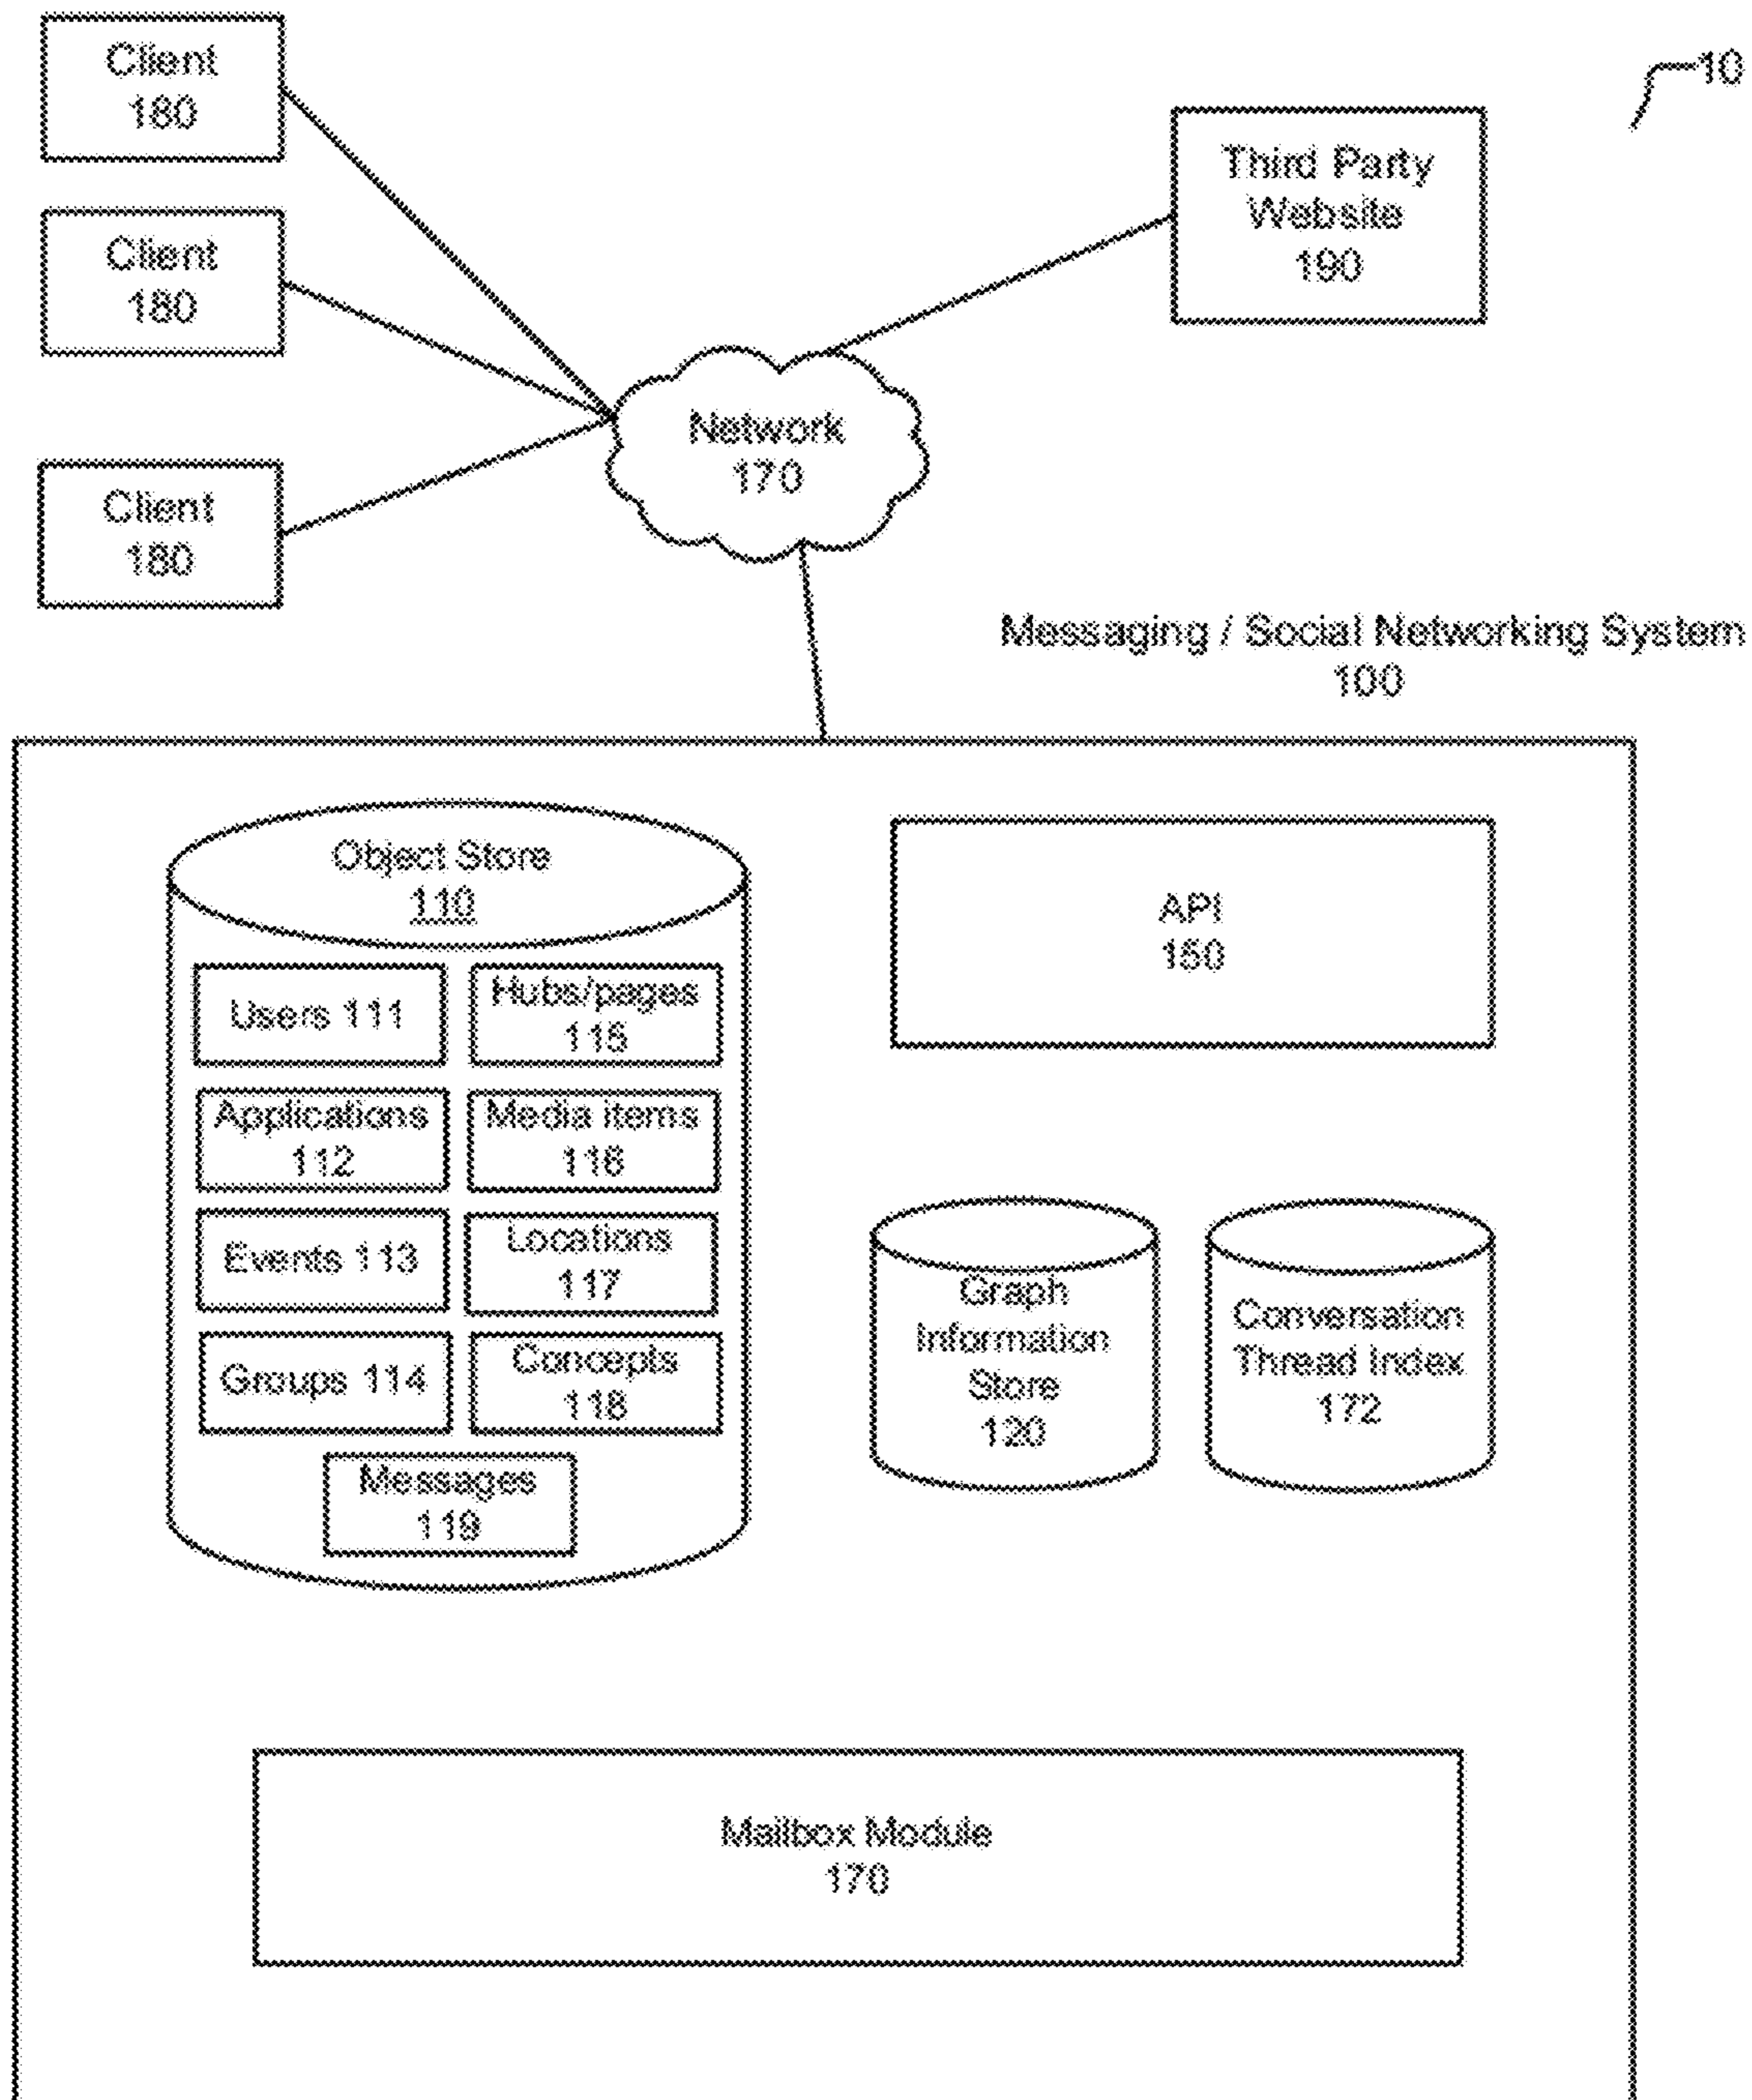 Client
180
10
Third Party
Website
190
Client
180
Network
170
Client
180
Messaging / Social Networking System
100
Object Store
110
API
150
Users 111
Hubs/pages
115
Applications
112
Media items
116
Events 113
Locations
117
Graph
Information
Store
120
Conversation
Thread Index
172
Groups 114
Concepts
118
Messages
119
Mailbox Module
170